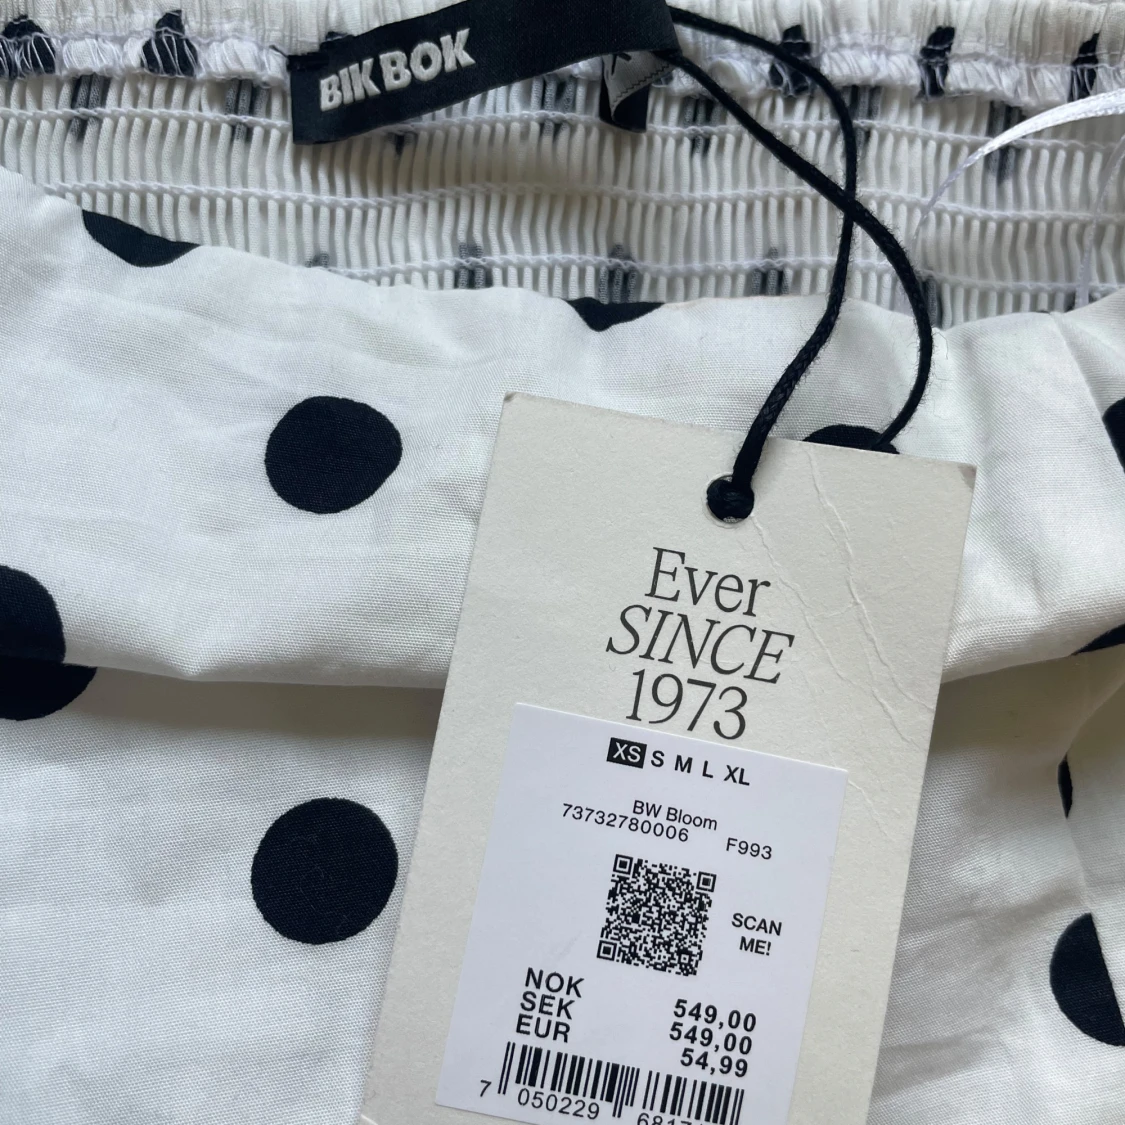 BIK BOK
Ever
SINCE
1973
XS S M L XL
BW Bloom
73732780006 F993
SCAN
ME!
NOK 549,00
SEK 549,00
EUR 54,99
7 050229